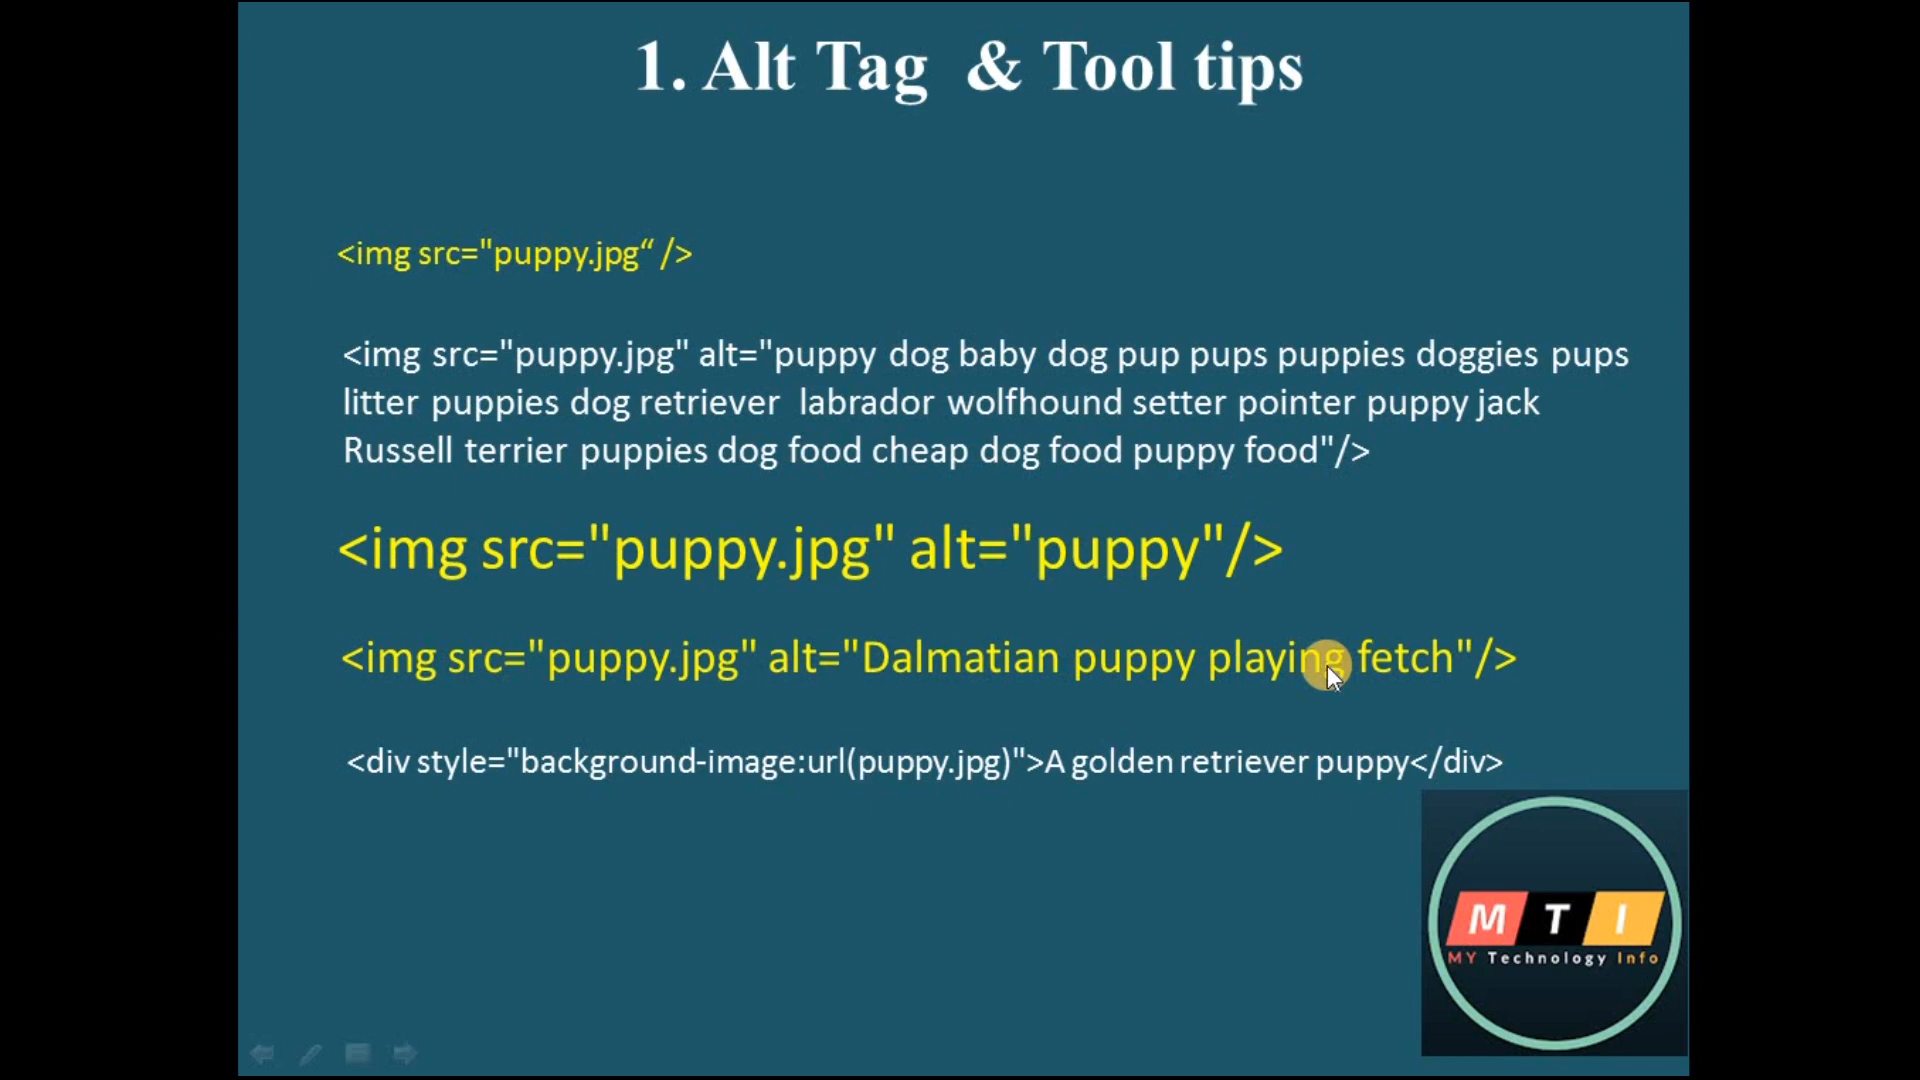 1. Alt Tag & Tool tips
<img src="puppy.jpg“ />
<img src="puppy.jpg" alt="puppy dog baby dog pup pups puppies doggies pups
litter puppies dog retriever labrador wolfhound setter pointer puppy jack
Russell terrier puppies dog food cheap dog food puppy food"/>
<img src="puppy.jpg" alt="puppy"/>
<img src="puppy.jpg" alt="Dalmatian puppy playing fetch"/>
<div style="background-image:url(puppy.jpg)">A golden retriever puppy</div>
MTI
MY Technology Info